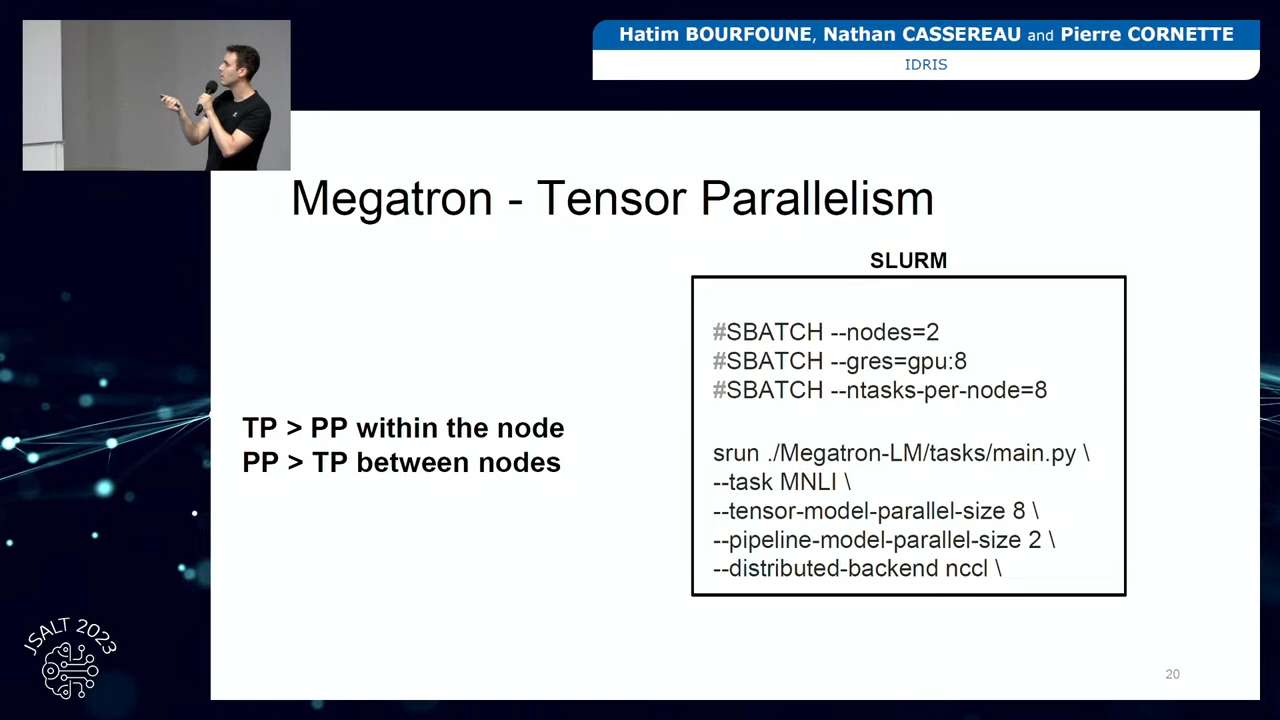 Hatim BOURFOUNE, Nathan CASSEREAU and Pierre CORNETTE
IDRIS
Megatron - Tensor Parallelism
SLURM
#SBATCH --nodes=2
#SBATCH --gres=gpu:8
#SBATCH --ntasks-per-node=8
TP > PP within the node
PP > TP between nodes
srun ./Megatron-LM/tasks/main.py \
--task MNLI \
--tensor-model-parallel-size 8 \
--pipeline-model-parallel-size 2 \
--distributed-backend nccl \
JSALT 2023
20